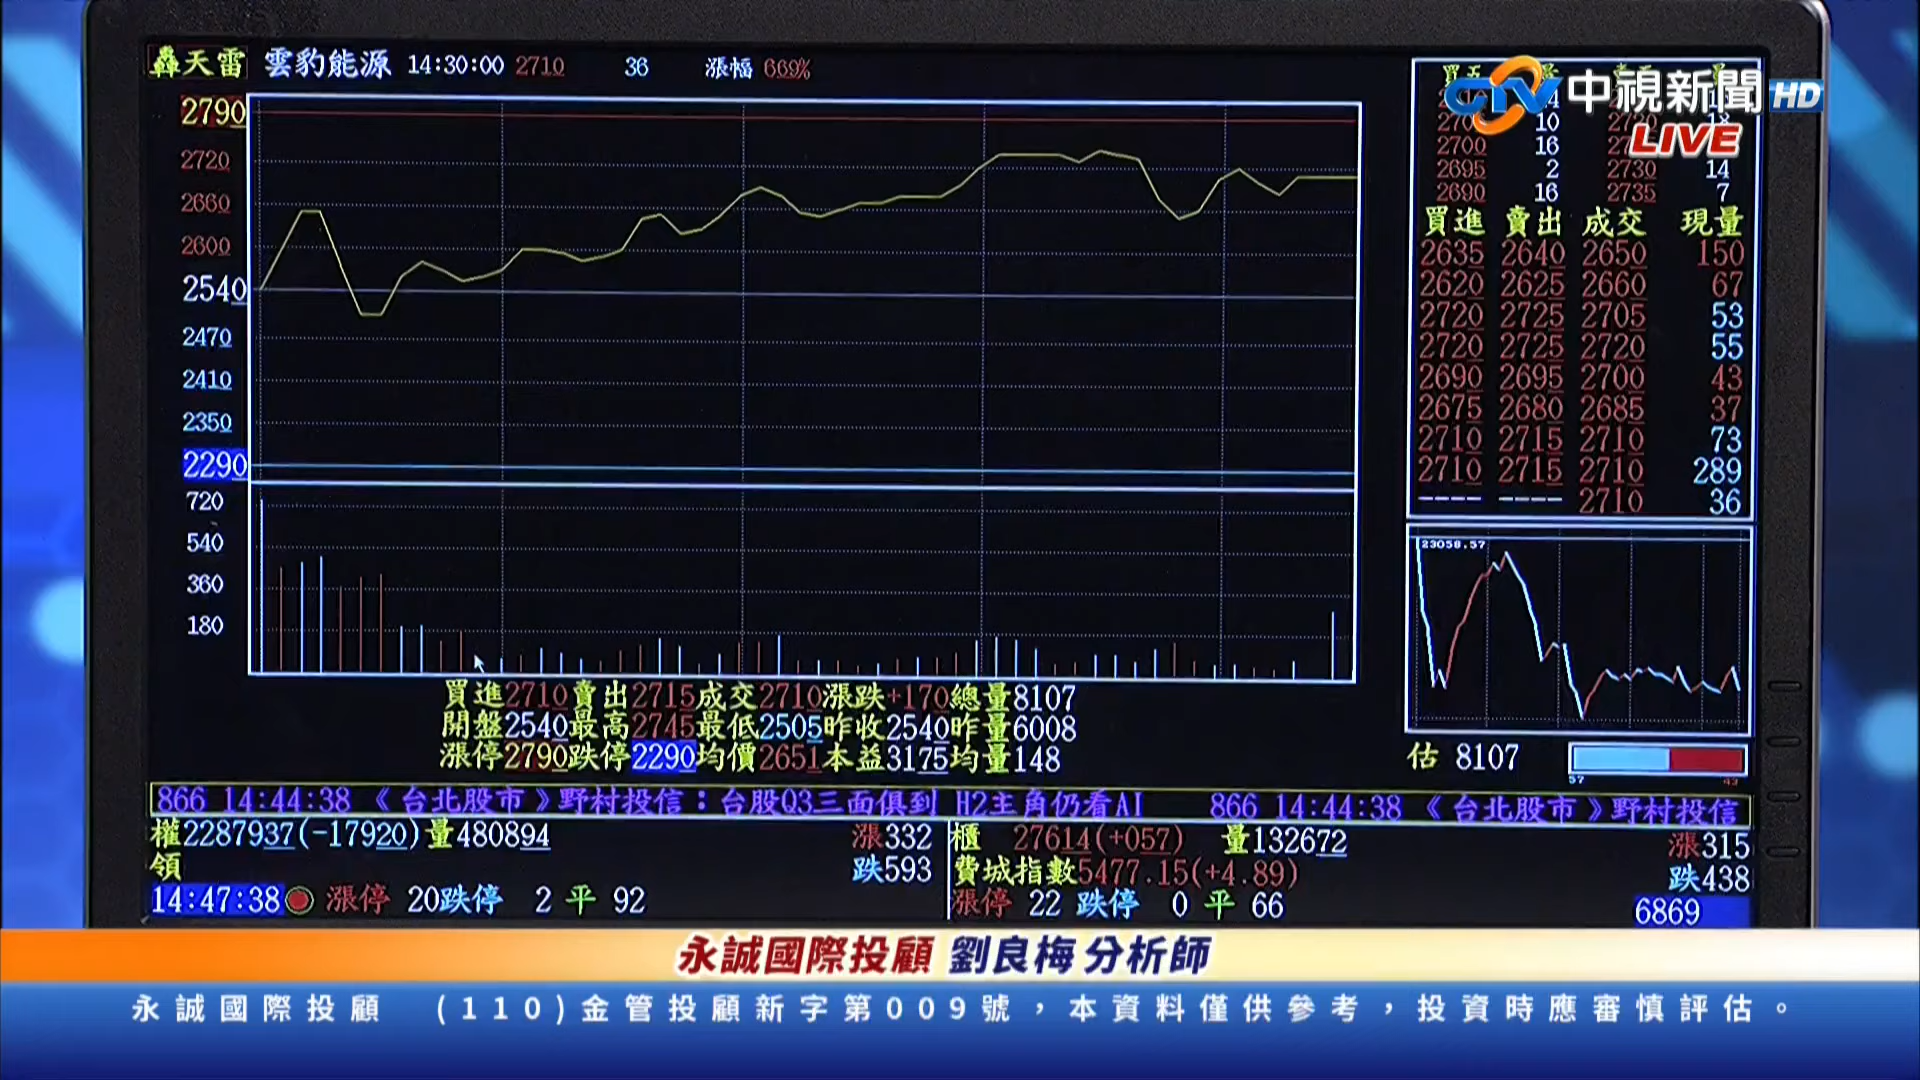 轟天雷 雲豹能源 14:30:00 2710 36 漲幅 669%
2790
2720
2660
2600
2540
2470
2410
2350
2290
720
540
360
180
CTV 中視新聞 HD
LIVE
10
2700 16
2695 2 2730 14
2690 16 2735 7
買進 賣出 成交 現量
2635 2640 2650 150
2620 2625 2660 67
2720 2725 2705 53
2720 2725 2720 55
2690 2695 2700 43
2675 2680 2685 37
2710 2715 2710 73
2710 2715 2710 289
---- ---- 2710 36
23058.57
估 8107
57 43
買進2710賣出2715成交2710漲跌+170總量8107
開盤2540最高2745最低2505昨收2540昨量6008
漲停2790跌停2290均價2651本益3175均量148
866 14:44:38 《台北股市》野村投信：台股Q3三面俱到 H2主角仍看AI 866 14:44:38 《台北股市》野村投信
權2287937(-17920)量480894 漲332
領 跌593
14:47:38 漲停 20跌停 2 平 92
櫃 27614(+057) 量132672 漲315
費城指數5477.15(+4.89) 跌438
漲停 22 跌停 0 平 66 6869
永誠國際投顧 劉良梅分析師
永誠國際投顧 (110)金管投顧新字第009號，本資料僅供參考，投資時應審慎評估。